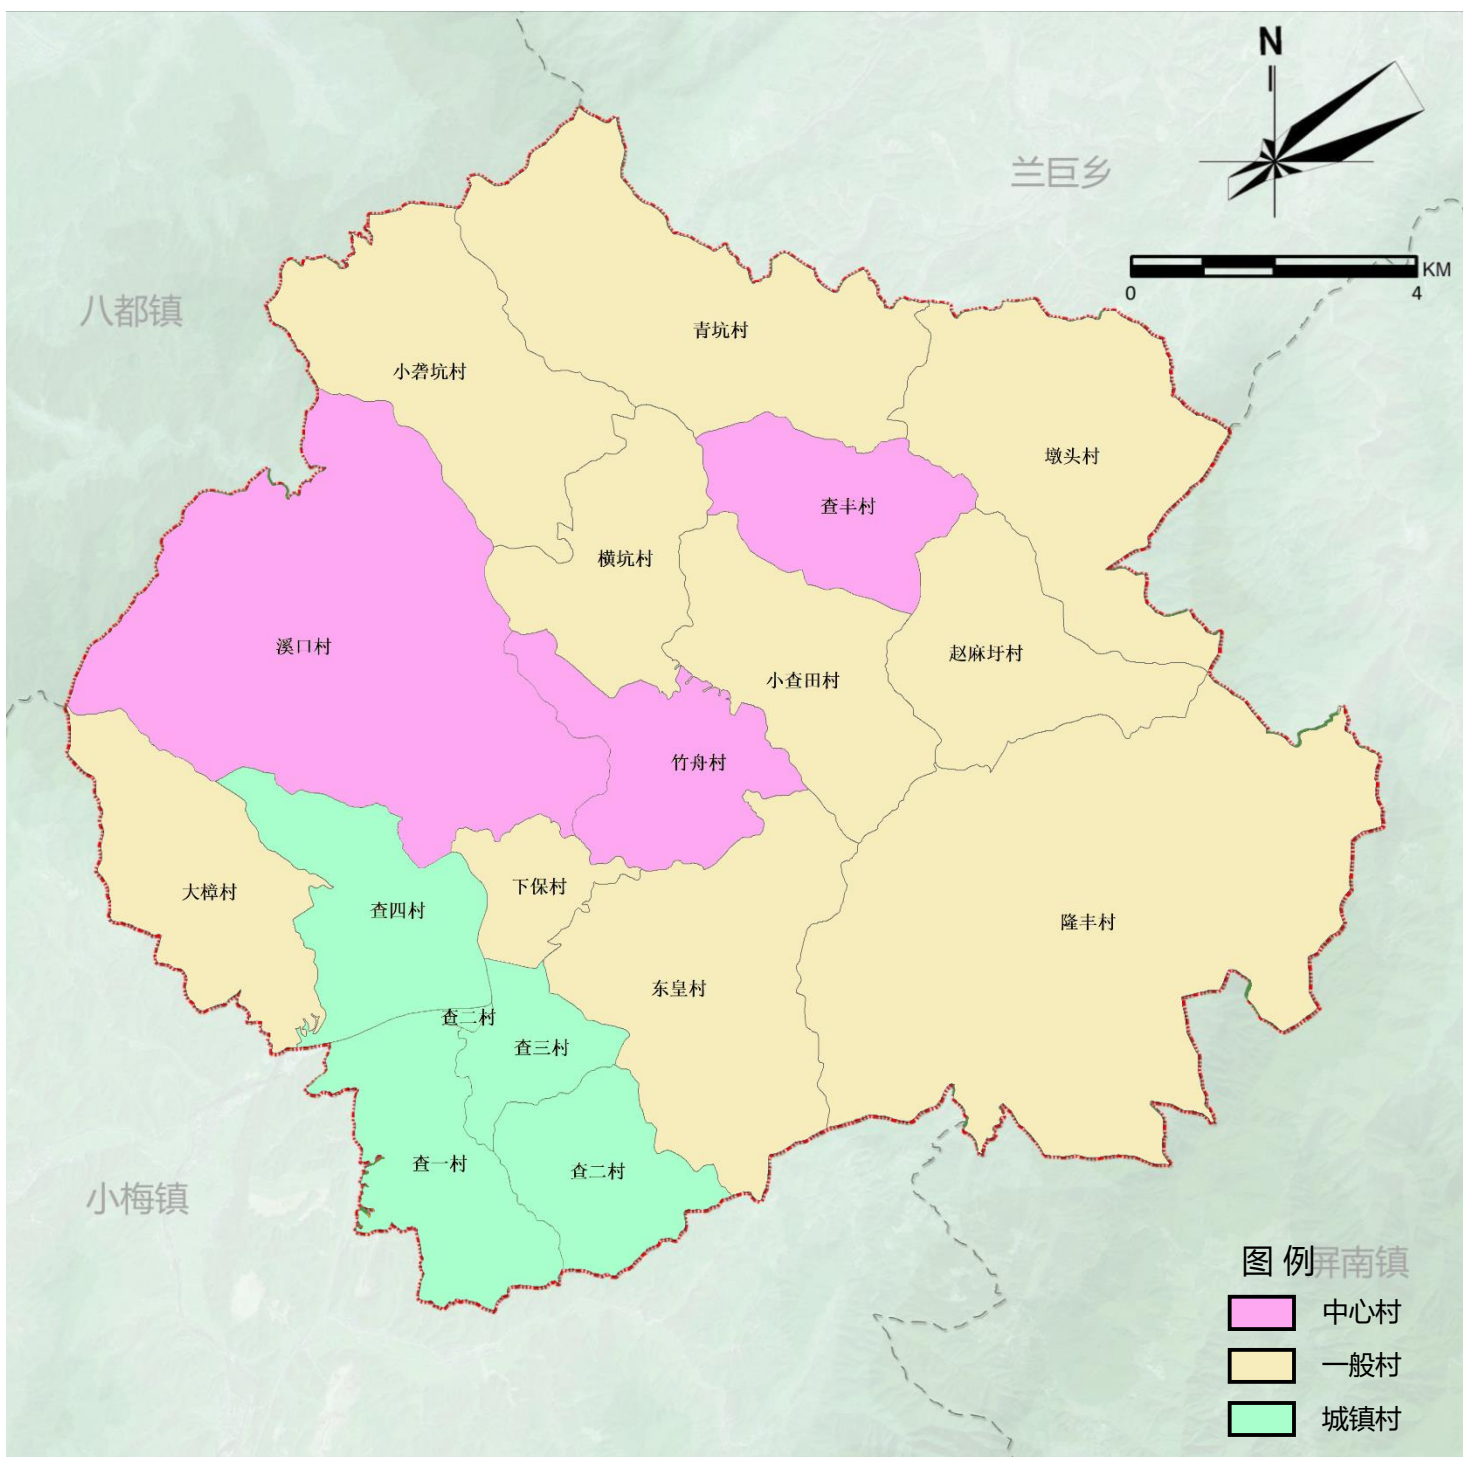 N
兰巨乡
KM
0
4
八都镇
青坑村
小砻坑村
墩头村
查丰村
横坑村
溪口村
赵麻圩村
小查田村
竹舟村
下保村
大樟村
查四村
隆丰村
东皇村
查二村
查三村
查一村
查二村
小梅镇
图 例
屏南镇
中心村
一般村
城镇村